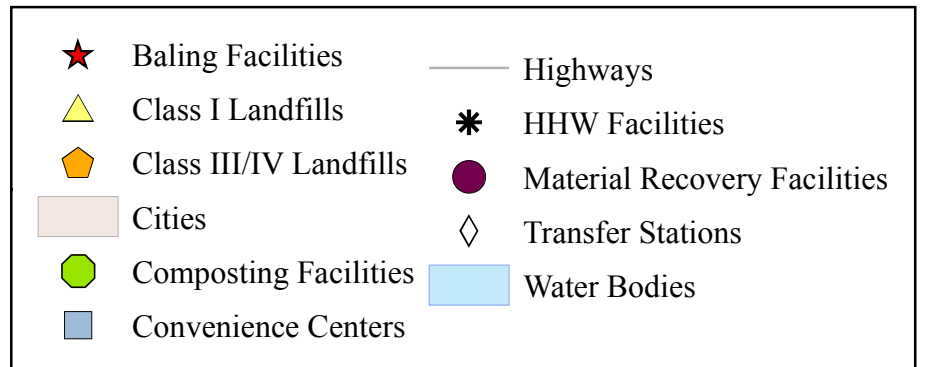 Baling Facilities
Class I Landfills
Class III/IV Landfills
Cities
Composting Facilities
Convenience Centers
Highways
HHW Facilities
Material Recovery Facilities
Transfer Stations
Water Bodies